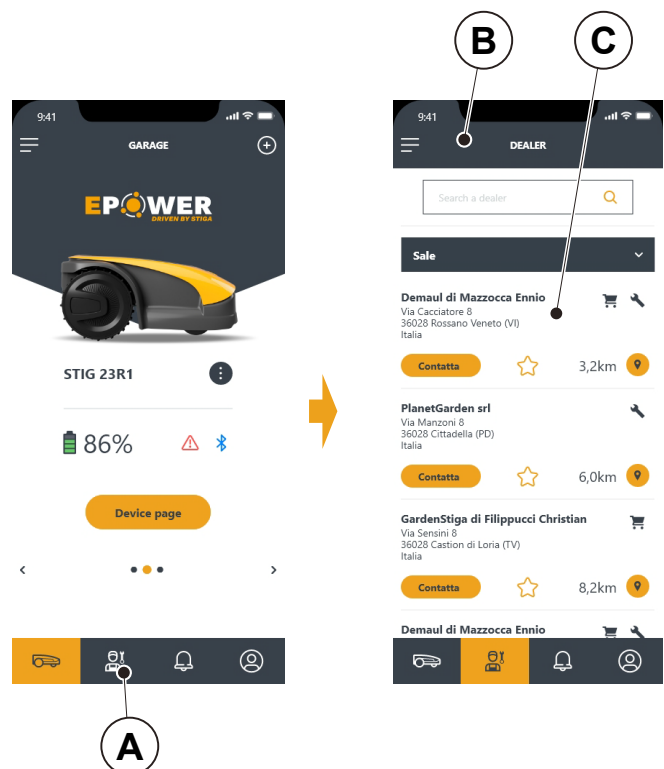 B
C
9:41
GARAGE
EPOWER
DRIVEN BY STIGA
STIG 23R1
86%
Device page
A
9:41
DEALER
Search a dealer
Sale
Demaul di Mazzocca Ennio
Via Cacciatore 8
36028 Rossano Veneto (VI)
Italia
Contatta
3,2km
PlanetGarden srl
Via Manzoni 8
36028 Cittadella (PD)
Italia
Contatta
6,0km
GardenStiga di Filippucci Christian
Via Sensini 8
36028 Castion di Loria (TV)
Italia
Contatta
8,2km
Demaul di Mazzocca Ennio